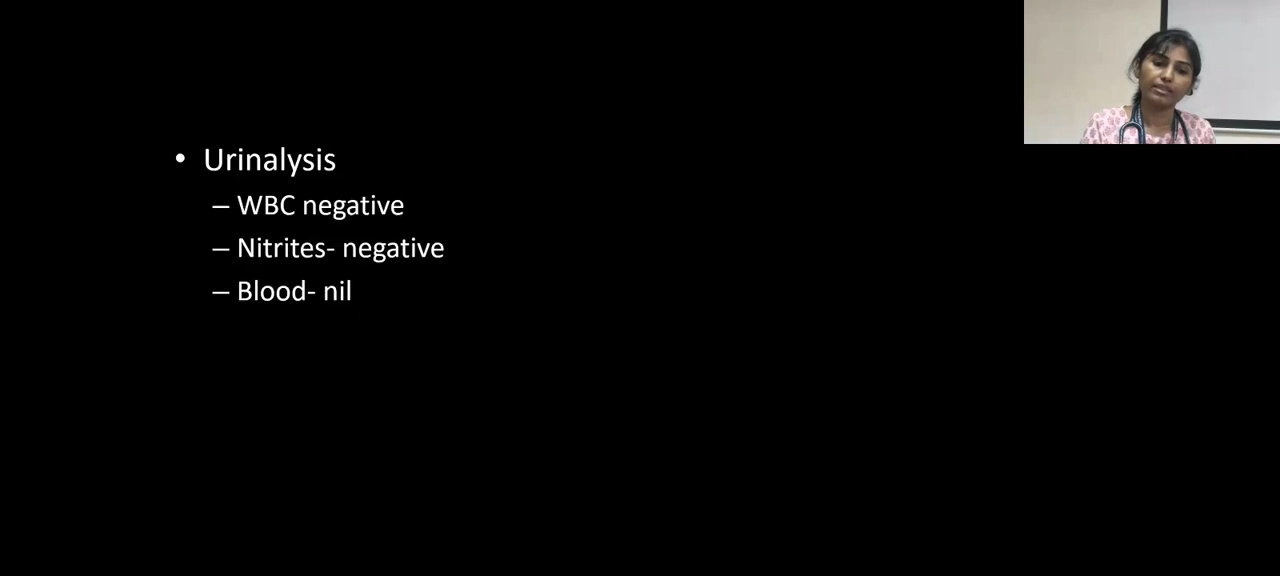 • Urinalysis
– WBC negative
– Nitrites- negative
– Blood- nil